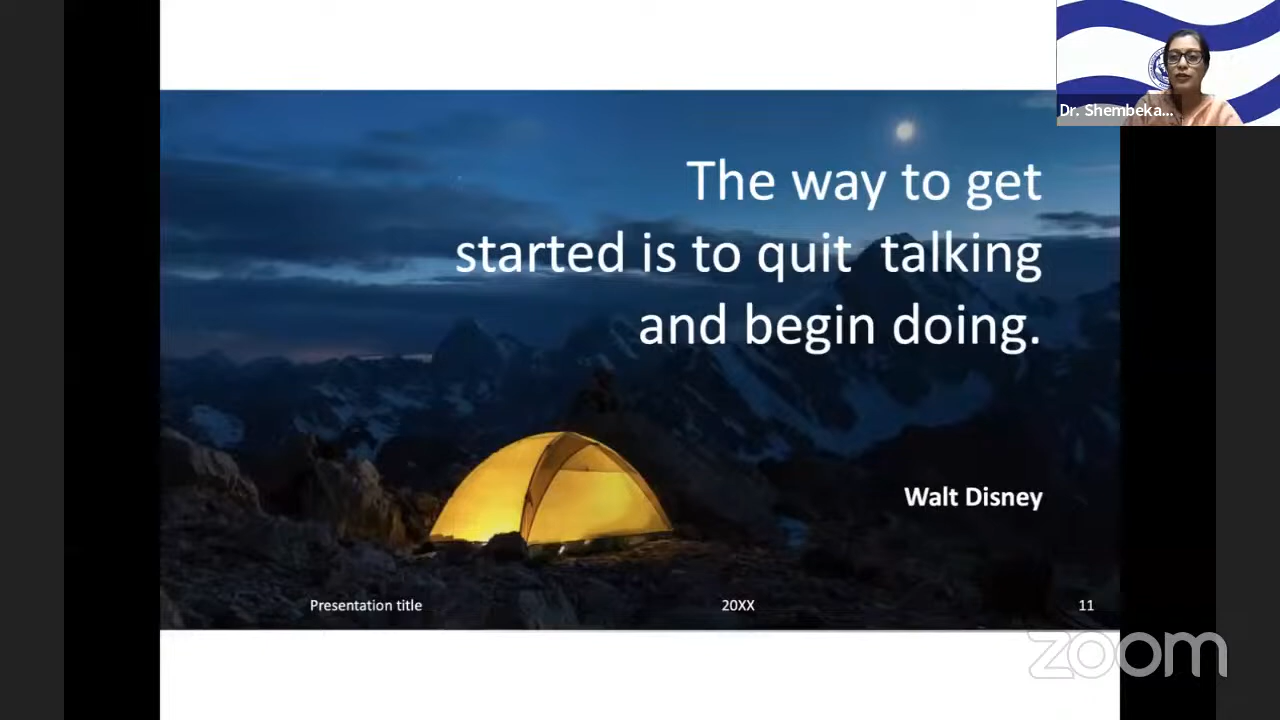 Dr. Shembeka...
The way to get
started is to quit  talking
and begin doing.
Walt Disney
Presentation title
20XX
11
zoom